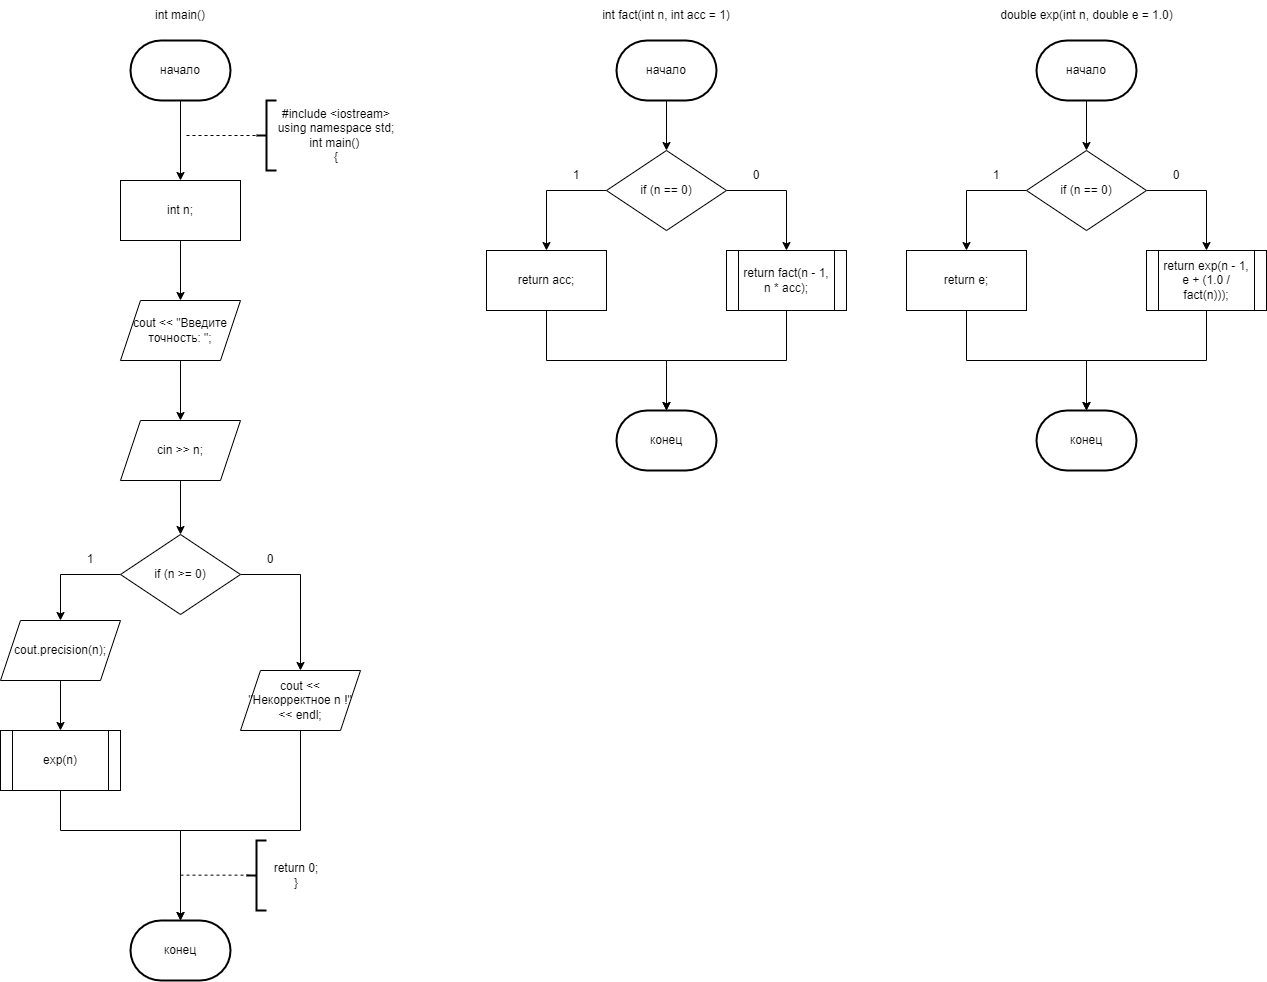 int main()
начало
#include <iostream>
using namespace std;
int main()
{
int n;
cout << "Введите
точность: ";
cin >> n;
if (n >= 0)
1
0
cout.precision(n);
exp(n)
cout <<
"Некорректное n !"
<< endl;
return 0;
}
конец
int fact(int n, int acc = 1)
начало
if (n == 0)
1
0
return acc;
return fact(n - 1,
n * acc);
конец
double exp(int n, double e = 1.0)
начало
if (n == 0)
1
0
return e;
return exp(n - 1,
e + (1.0 /
fact(n)));
конец